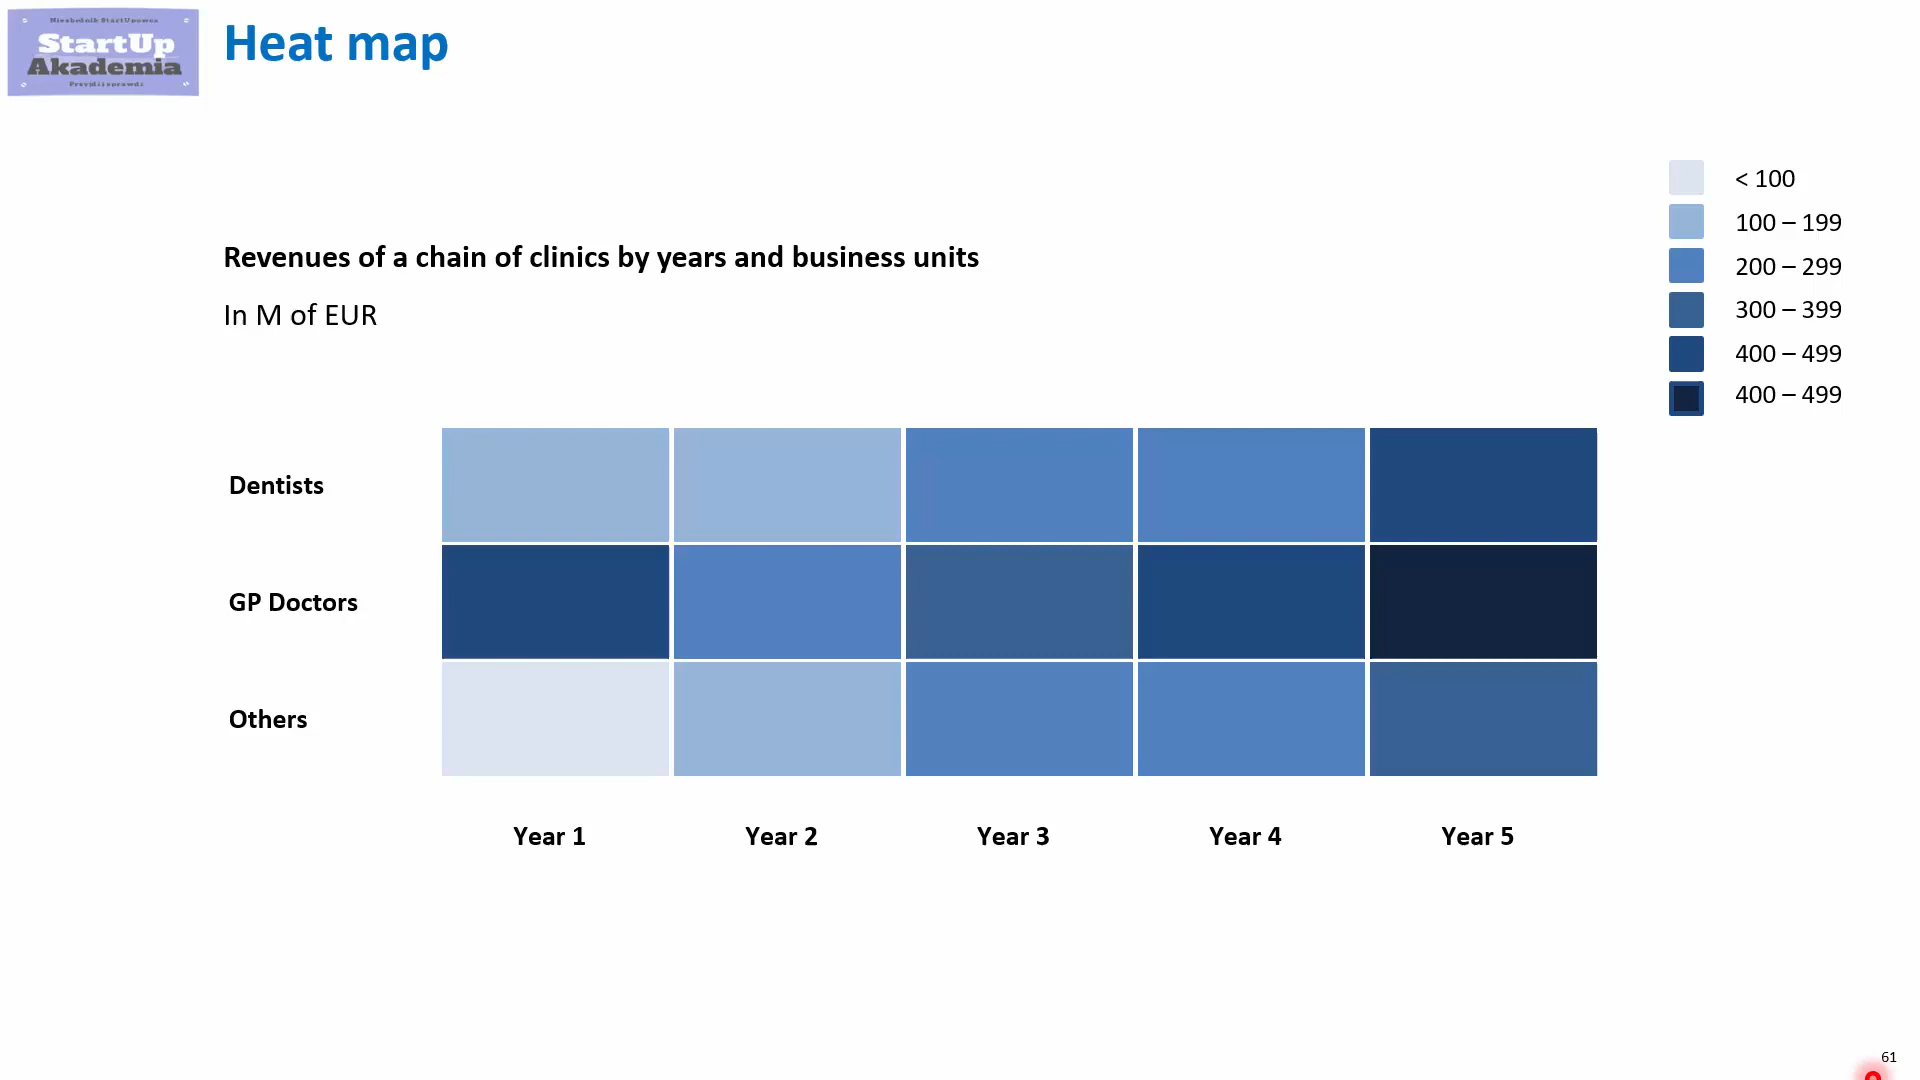 Niezbędnik StartUpowca
StartUp
Akademia
Heat map
< 100
100 – 199
200 – 299
300 – 399
400 – 499
400 – 499
Revenues of a chain of clinics by years and business units
In M of EUR
Dentists
GP Doctors
Others
Year 1 Year 2 Year 3 Year 4 Year 5
61